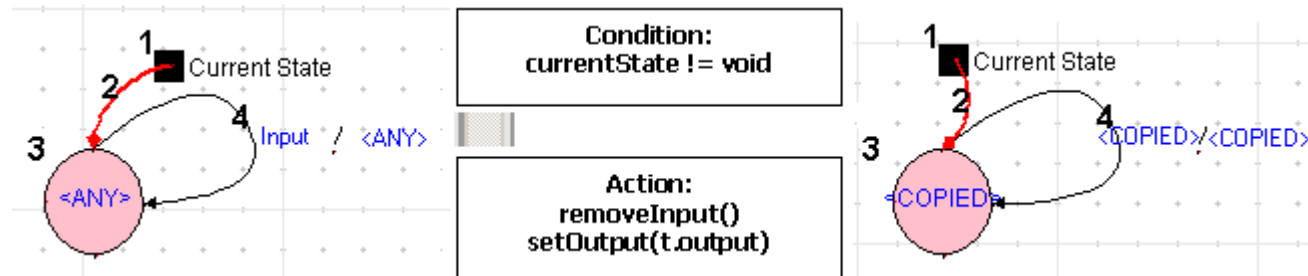 1
Current State
2
4
Input / <ANY>
3
<ANY>
Condition:
currentState != void
Action:
removeInput()
setOutput(t.output)
1
Current State
2
4
<COPIED>/<COPIED>
3
<COPIED>